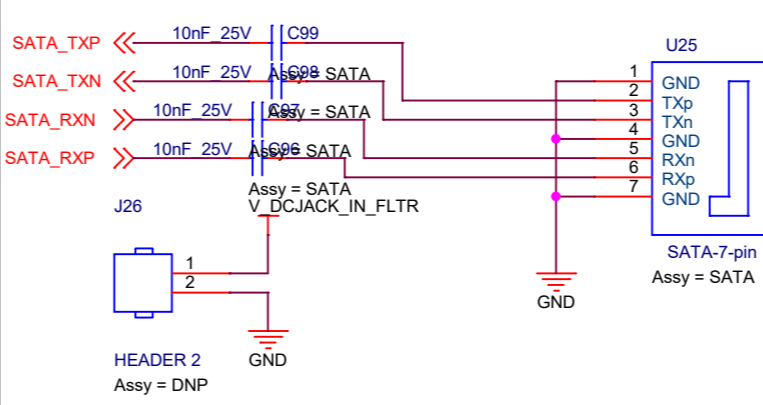 SATA_TXP
10nF_25V
C99
SATA_TXN
10nF_25V
C98
Assy = SATA
SATA_RXN
10nF_25V
C97
Assy = SATA
SATA_RXP
10nF_25V
C96
Assy = SATA
Assy = SATA
V_DCJACK_IN_FLTR
U25
1
GND
2
TXp
3
TXn
4
GND
5
RXn
6
RXp
7
GND
SATA-7-pin
Assy = SATA
GND
J26
1
2
HEADER 2
Assy = DNP
GND